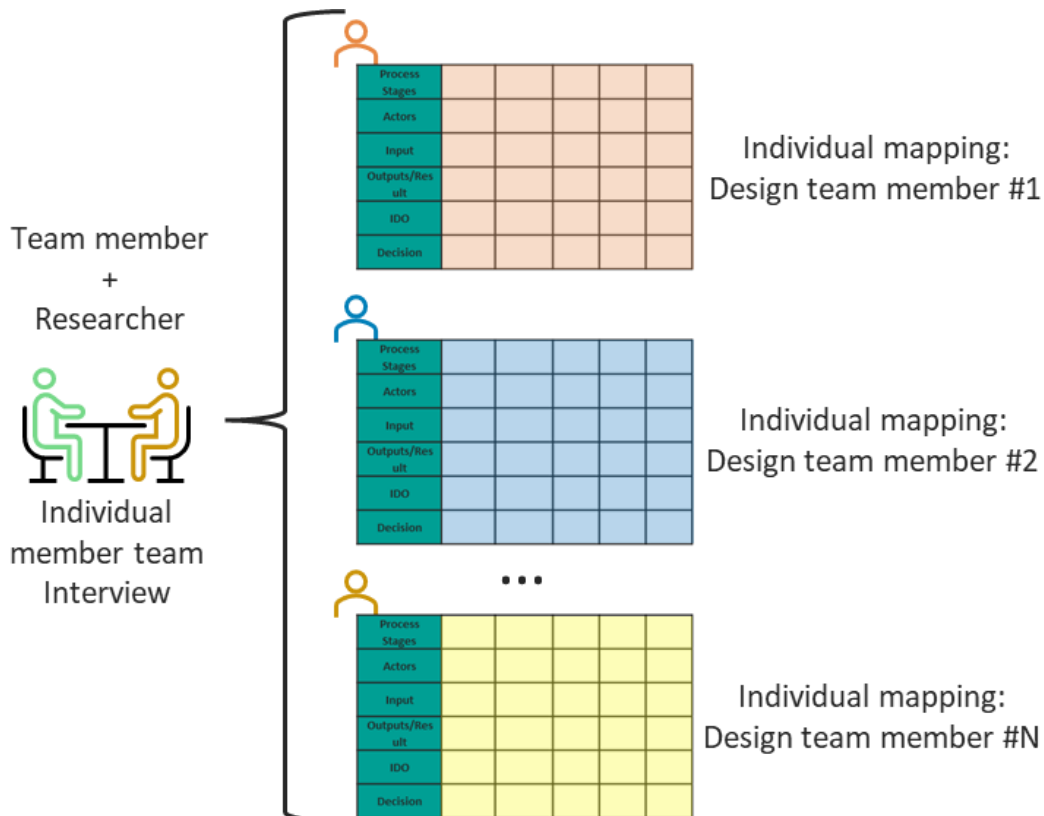 Team member
+
Researcher
Individual
member team
Interview
Process
Stages
Actors
Input
Outputs/Res
ult
IDO
Decision
Individual mapping:
Design team member #1
Process
Stages
Actors
Input
Outputs/Res
ult
IDO
Decision
Individual mapping:
Design team member #2
...
Process
Stages
Actors
Input
Outputs/Res
ult
IDO
Decision
Individual mapping:
Design team member #N